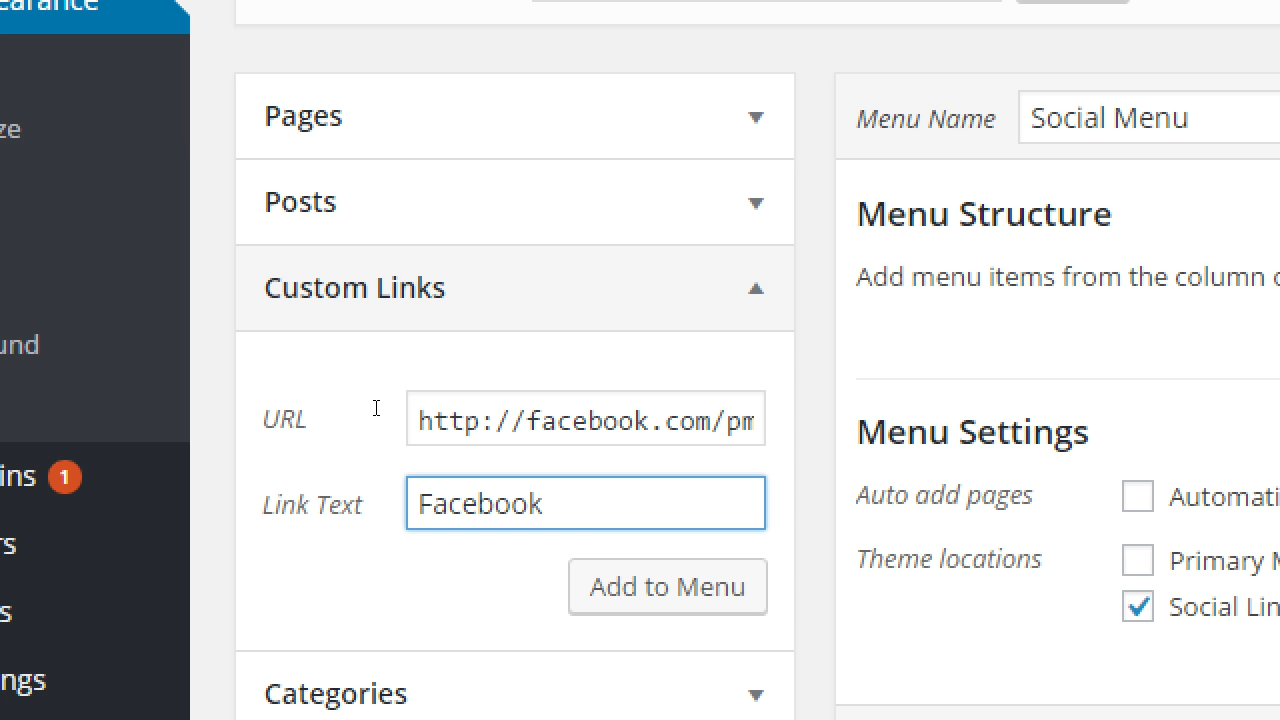 earance
ze
und
ins 1
rs
s
ngs
Pages
Posts
Custom Links
URL http://facebook.com/pm
Link Text Facebook
Add to Menu
Categories
Menu Name Social Menu
Menu Structure
Add menu items from the column
Menu Settings
Auto add pages Automati
Theme locations Primary M
Social Lin